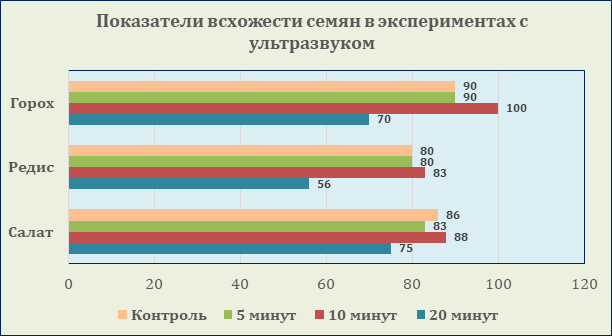 Показатели всхожести семян в экспериментах с
ультразвуком
Горох
90
90
100
70
Редис
80
80
83
56
Салат
86
83
88
75
0 20 40 60 80 100 120
Контроль 5 минут 10 минут 20 минут